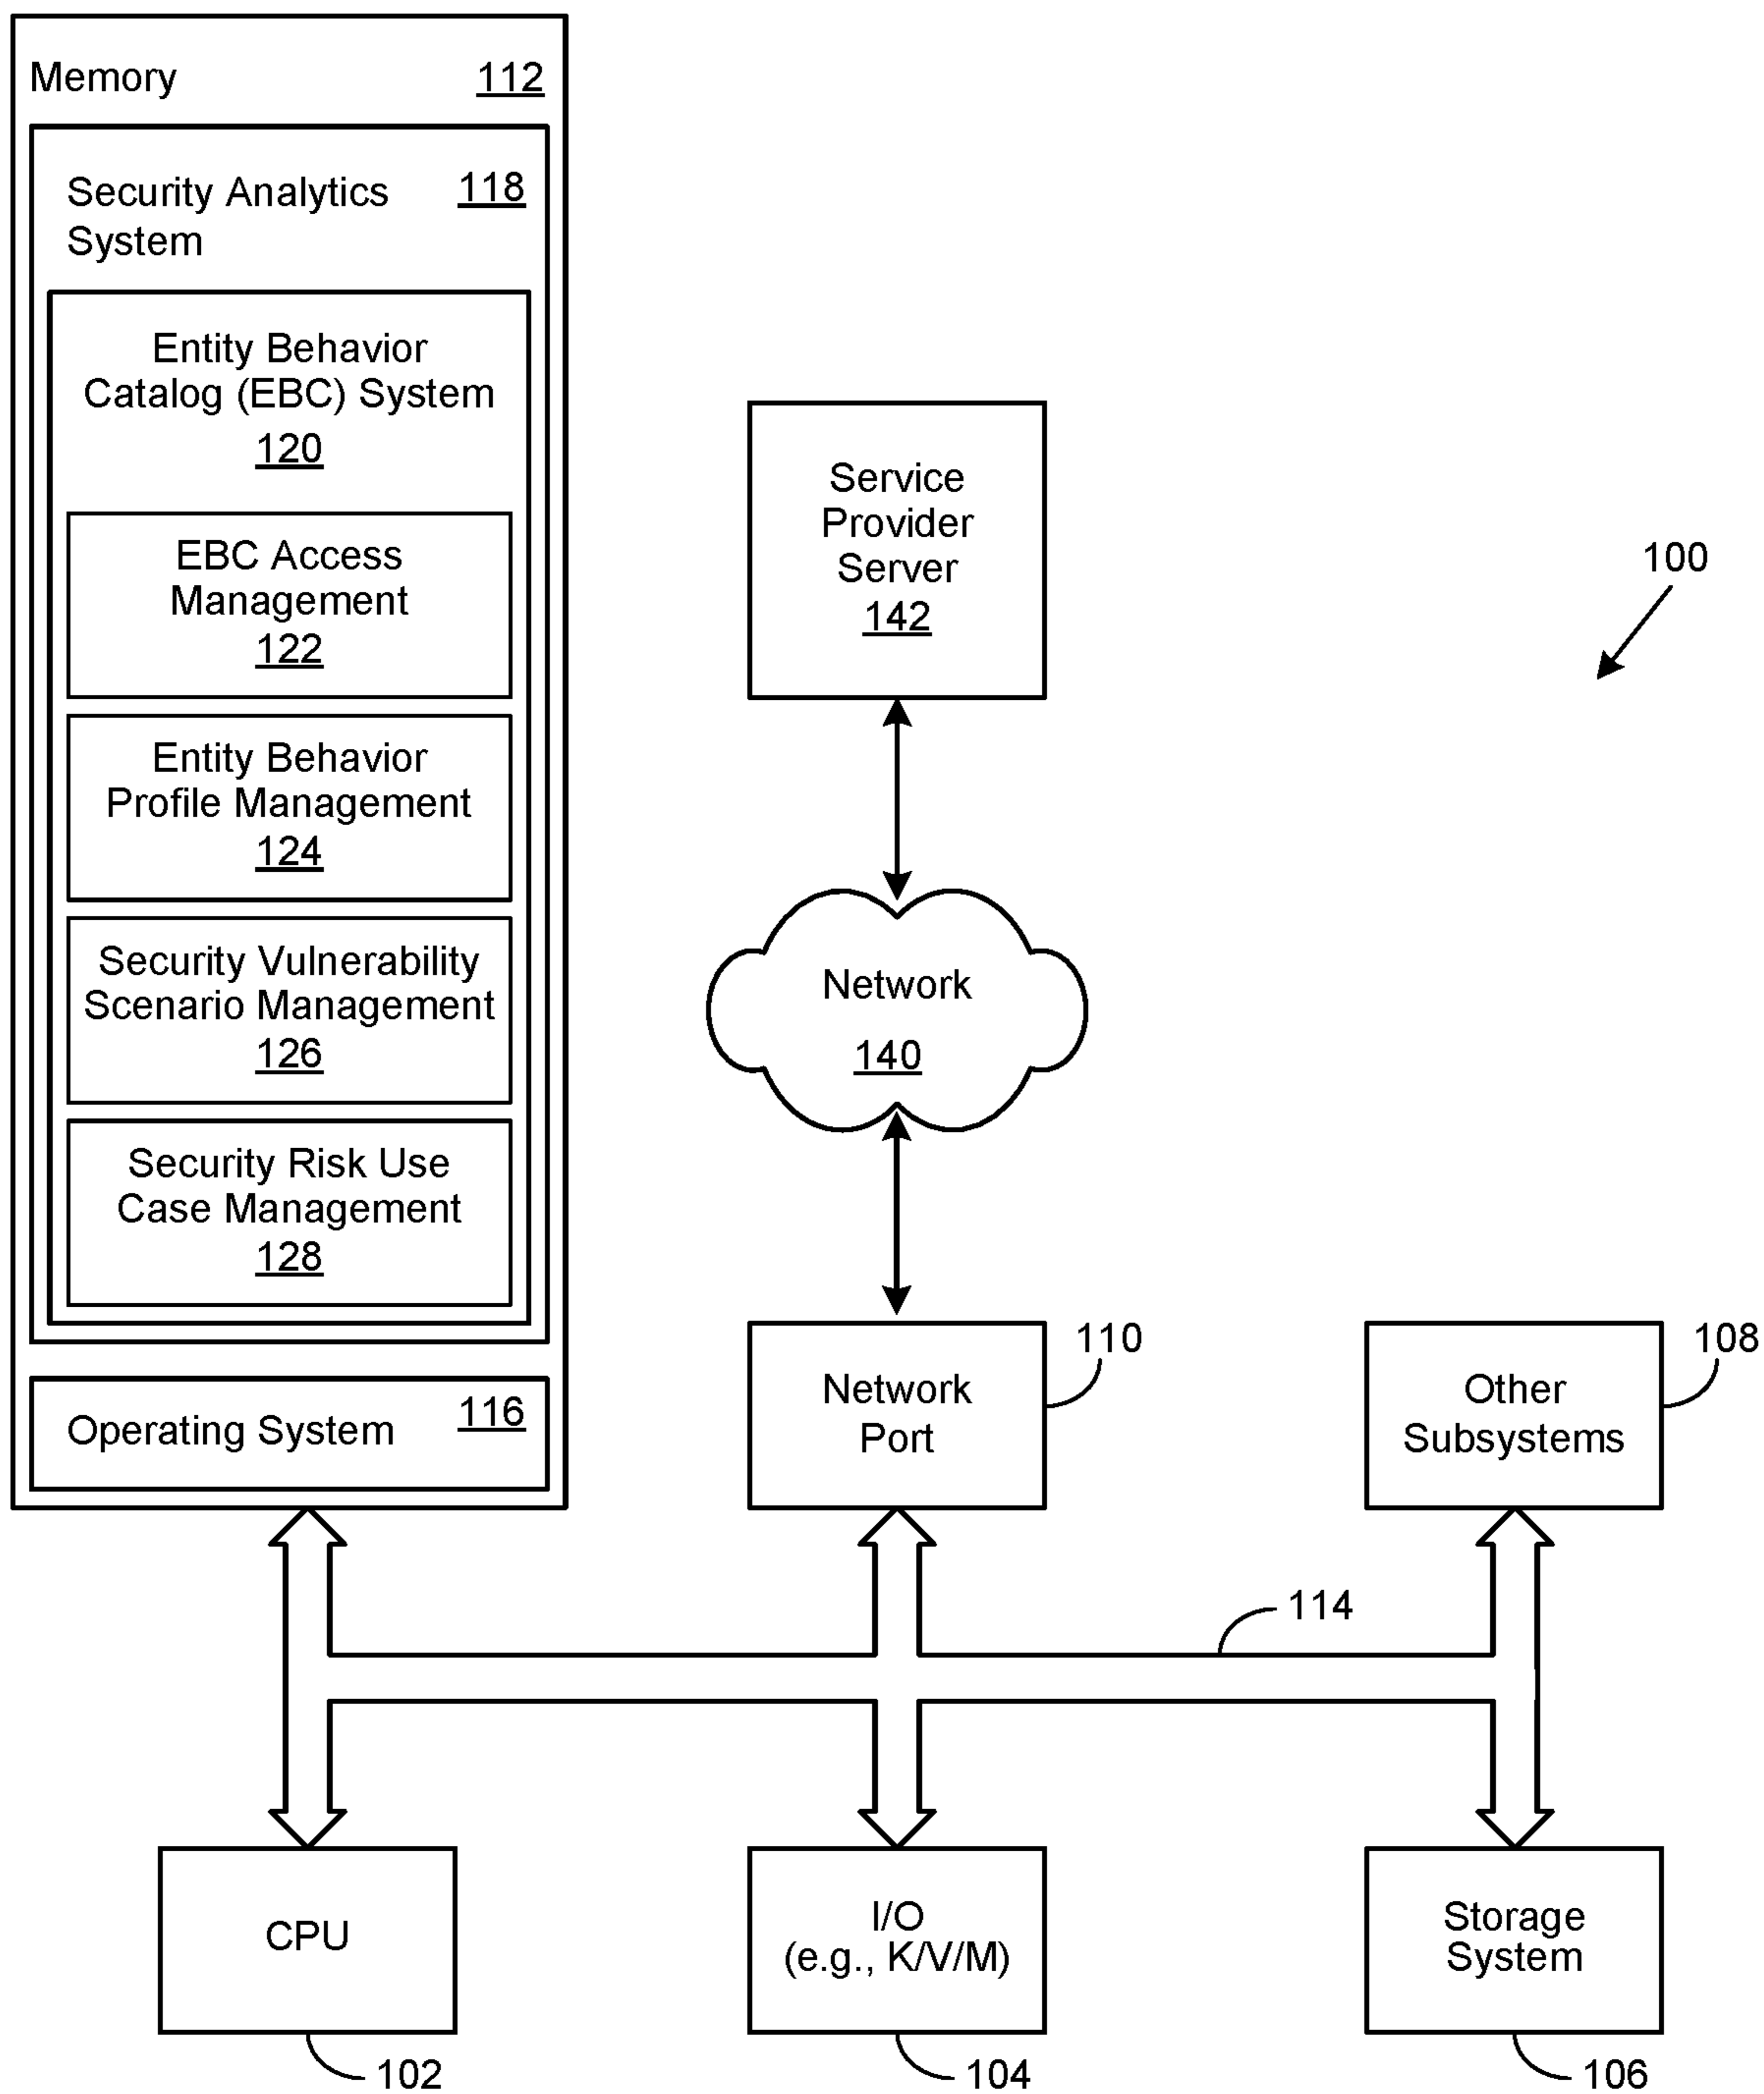 Memory 112
Security Analytics 118
System
Entity Behavior
Catalog (EBC) System
120
EBC Access
Management
122
Entity Behavior
Profile Management
124
Security Vulnerability
Scenario Management
126
Security Risk Use
Case Management
128
Operating System 116
Service
Provider
Server
142
100
Network
140
Network
Port
110
Other
Subsystems
108
114
CPU
102
I/O
(e.g., K/V/M)
104
Storage
System
106